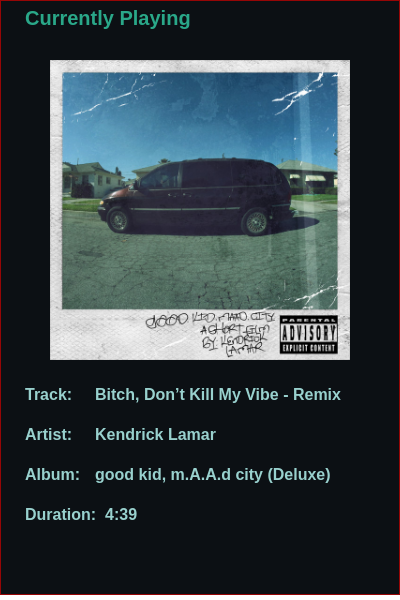 Currently Playing
good kid, m.A.A.d city
A SHORT FILM
BY KENDRICK
LAMAR
PARENTAL
ADVISORY
EXPLICIT CONTENT
Track: Bitch, Don’t Kill My Vibe - Remix
Artist: Kendrick Lamar
Album: good kid, m.A.A.d city (Deluxe)
Duration: 4:39